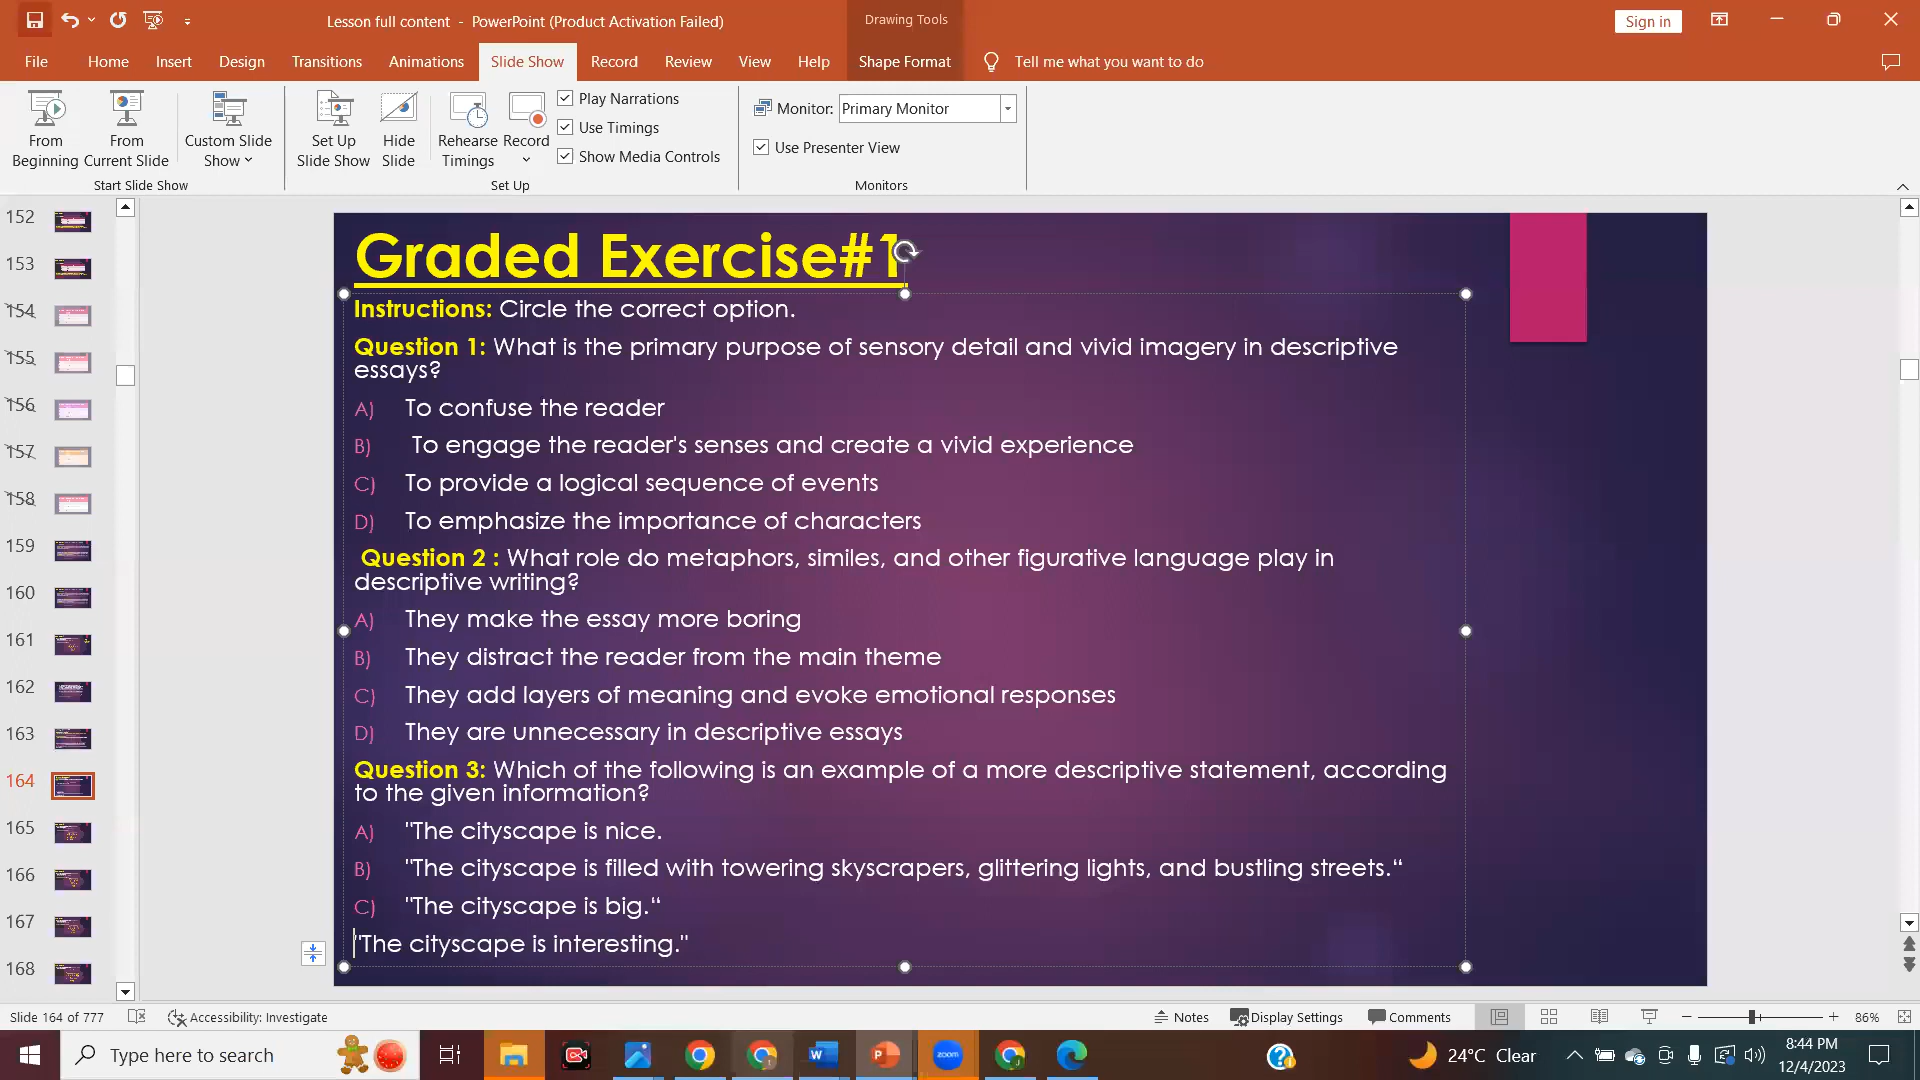 Lesson full content - PowerPoint (Product Activation Failed)
Drawing Tools
Sign in
File Home Insert Design Transitions Animations Slide Show Record Review View Help Shape Format Tell me what you want to do
From Beginning
From Current Slide
Custom Slide Show
Set Up Slide Show
Hide Slide
Rehearse Timings
Record
Play Narrations
Use Timings
Show Media Controls
Monitor: Primary Monitor
Use Presenter View
Start Slide Show
Set Up
Monitors
152
153
154
155
156
157
158
159
160
161
162
163
164
165
166
167
168
Graded Exercise#1
Instructions: Circle the correct option.
Question 1: What is the primary purpose of sensory detail and vivid imagery in descriptive
essays?
A) To confuse the reader
B) To engage the reader's senses and create a vivid experience
C) To provide a logical sequence of events
D) To emphasize the importance of characters
Question 2 : What role do metaphors, similes, and other figurative language play in
descriptive writing?
A) They make the essay more boring
B) They distract the reader from the main theme
C) They add layers of meaning and evoke emotional responses
D) They are unnecessary in descriptive essays
Question 3: Which of the following is an example of a more descriptive statement, according
to the given information?
A) "The cityscape is nice.
B) "The cityscape is filled with towering skyscrapers, glittering lights, and bustling streets.“
C) "The cityscape is big.“
"The cityscape is interesting."
Slide 164 of 777
Accessibility: Investigate
Notes
Display Settings
Comments
86%
Type here to search
zoom
24°C Clear
8:44 PM
12/4/2023